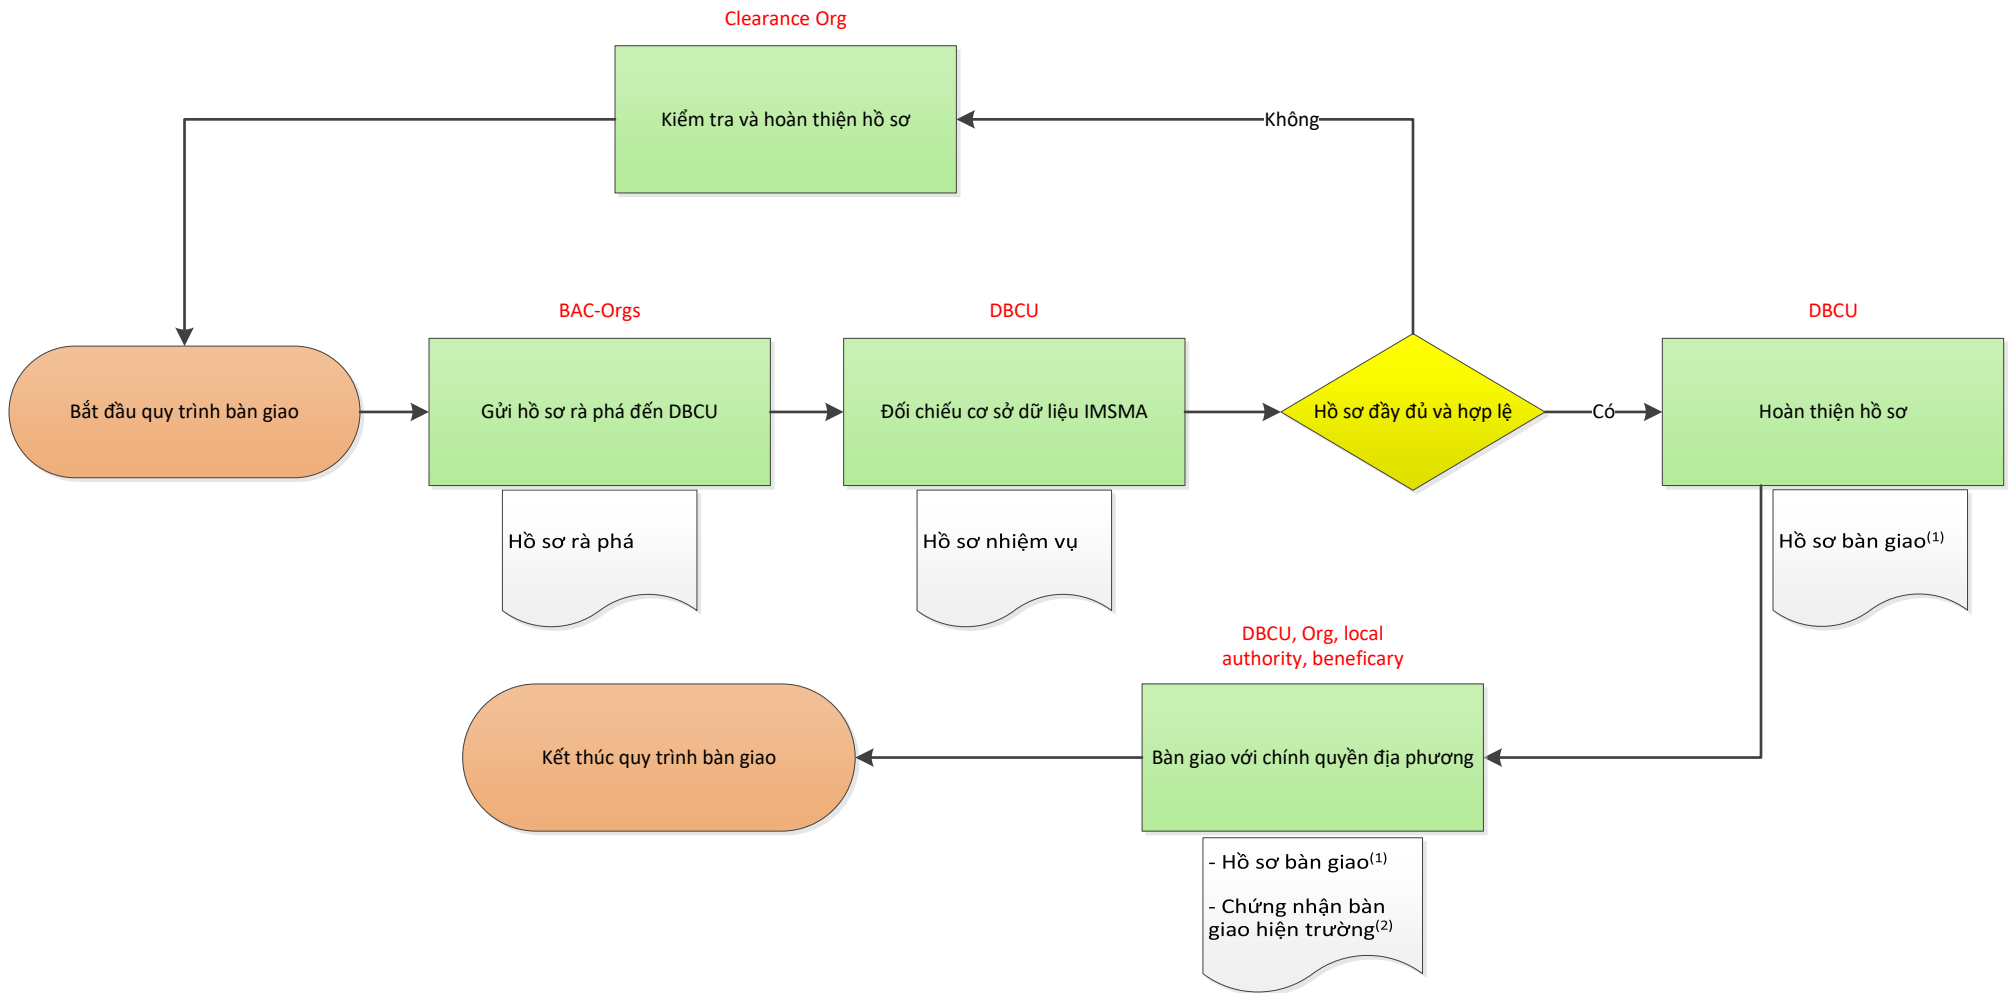 Clearance Org
Kiểm tra và hoàn thiện hồ sơ
Không
BAC-Orgs
DBCU
DBCU
Bắt đầu quy trình bàn giao
Gửi hồ sơ rà phá đến DBCU
Đối chiếu cơ sở dữ liệu IMSMA
Hồ sơ đầy đủ và hợp lệ
Có
Hoàn thiện hồ sơ
Hồ sơ rà phá
Hồ sơ nhiệm vụ
Hồ sơ bàn giao(1)
DBCU, Org, local
authority, beneficary
Kết thúc quy trình bàn giao
Bàn giao với chính quyền địa phương
- Hồ sơ bàn giao(1)
- Chứng nhận bàn
giao hiện trường(2)